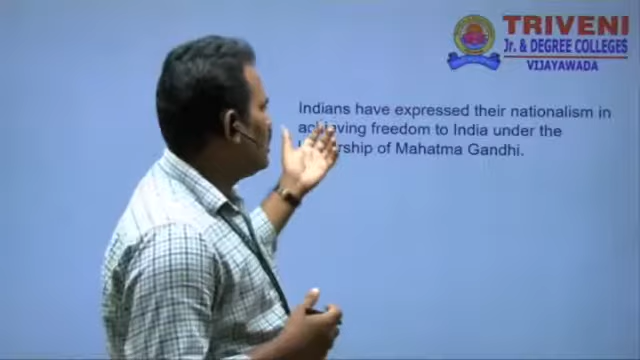 TRIVENI
Jr. & DEGREE COLLEGES
VIJAYAWADA
Indians have expressed their nationalism in
achieving freedom to India under the
of Mahatma Gandhi.